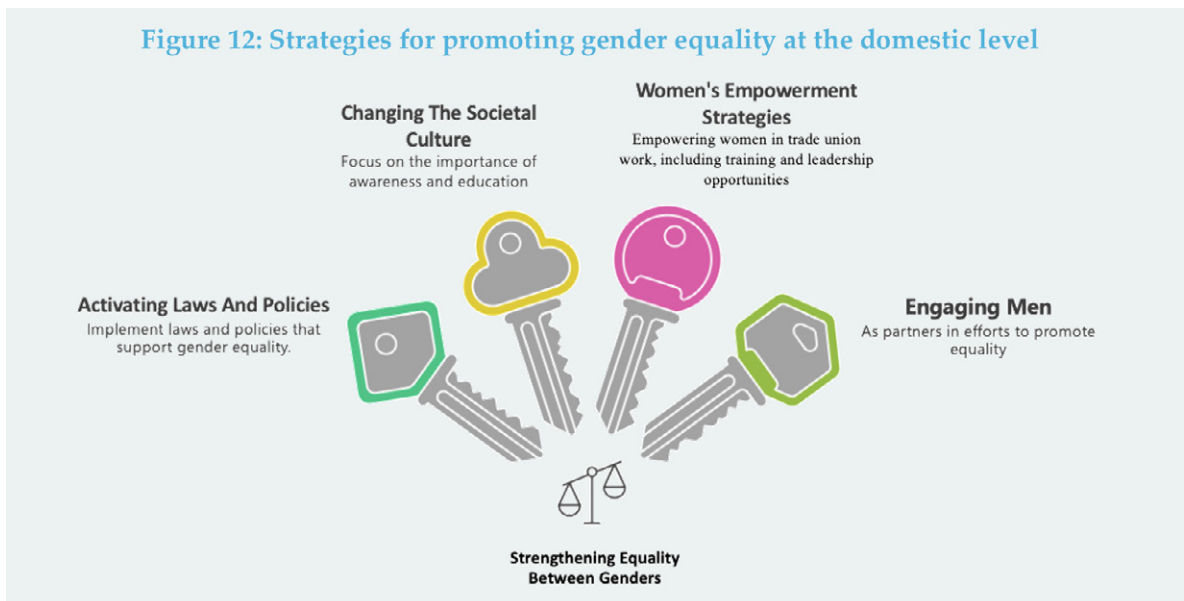 Figure 12: Strategies for promoting gender equality at the domestic level
Changing The Societal
Culture
Focus on the importance of
awareness and education
Women's Empowerment
Strategies
Empowering women in trade union
work, including training and leadership
opportunities
Activating Laws And Policies
Implement laws and policies that
support gender equality.
Engaging Men
As partners in efforts to promote
equality
Strengthening Equality
Between Genders